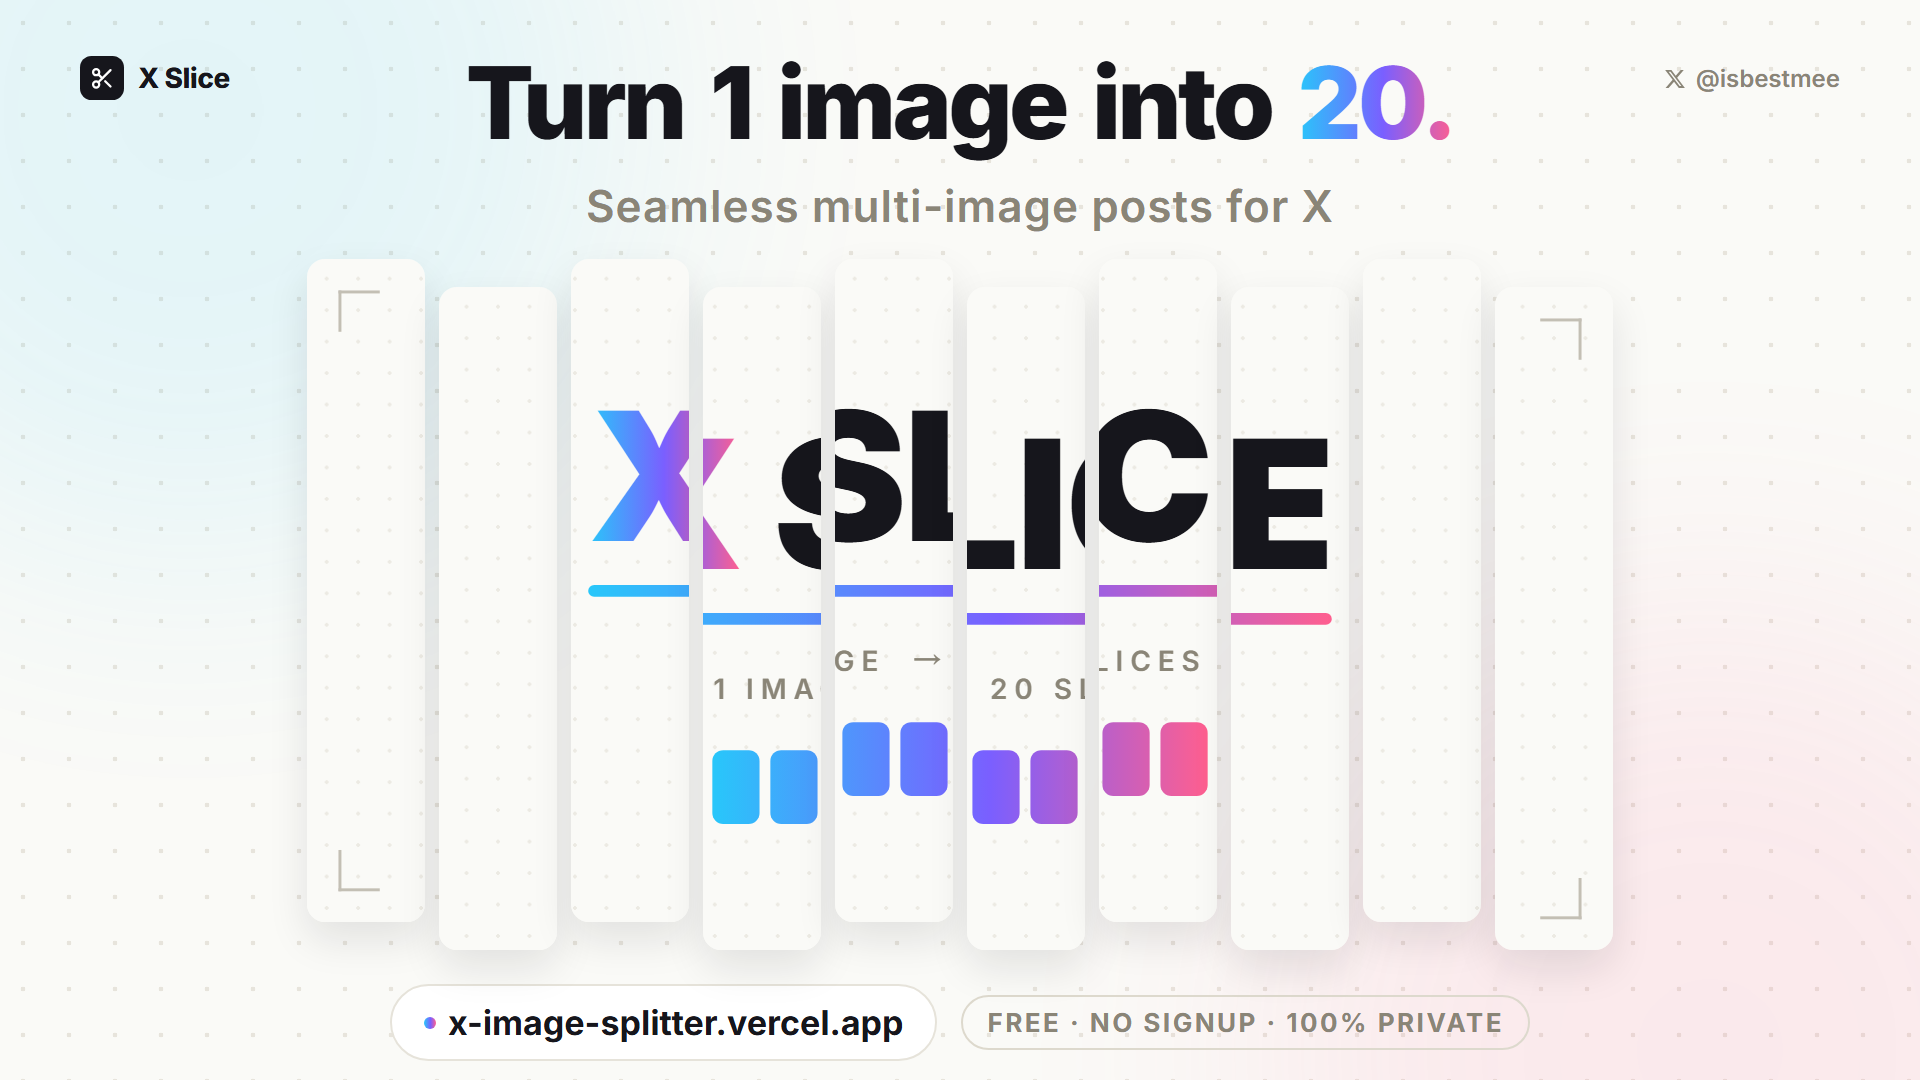 X Slice
Turn 1 image into 20.
@isbestmee
Seamless multi-image posts for X
X SLICE
1 IMAGE → 20 SLICES
x-image-splitter.vercel.app
FREE · NO SIGNUP · 100% PRIVATE